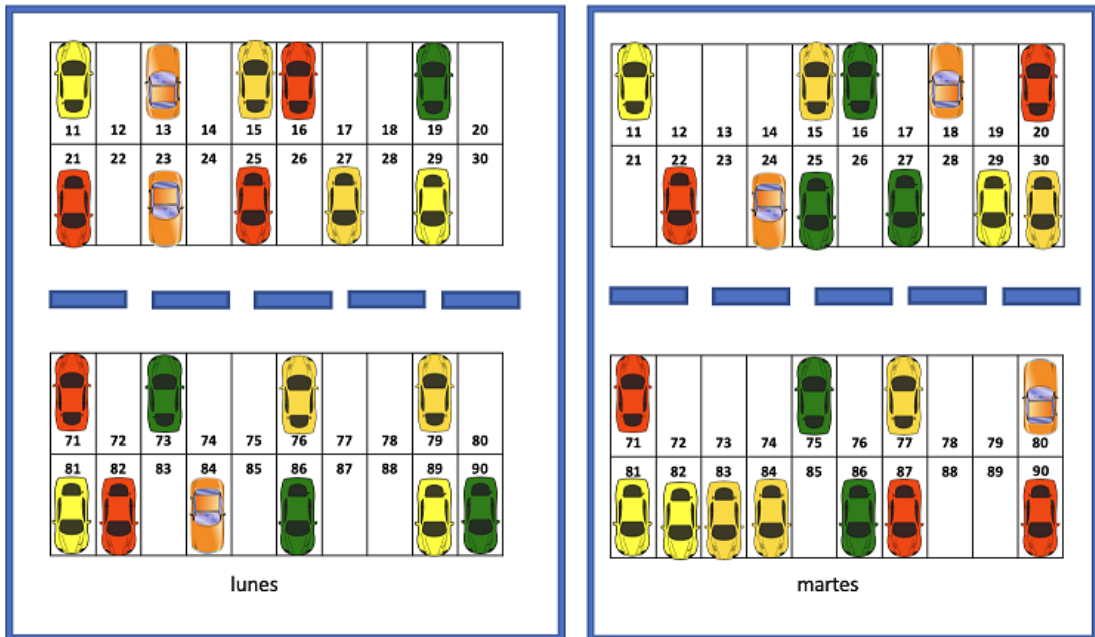 11 12 13 14 15 16 17 18 19 20
21 22 23 24 25 26 27 28 29 30
71 72 73 74 75 76 77 78 79 80
81 82 83 84 85 86 87 88 89 90
lunes
11 12 13 14 15 16 17 18 19 20
21 22 23 24 25 26 27 28 29 30
71 72 73 74 75 76 77 78 79 80
81 82 83 84 85 86 87 88 89 90
martes